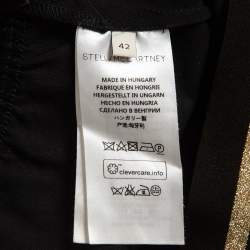 42
STELLA McCARTNEY
MADE IN HUNGARY
FABRIQUÉ EN HONGRIE
HERGESTELLT IN UNGARN
HECHO EN HUNGRIA
СДЕЛАНО В ВЕНГРИИ
ハンガリー製
产地:匈牙利
clevercare.info